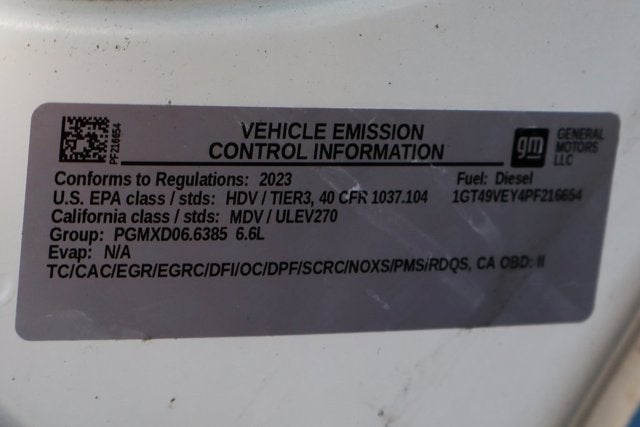 PF216654
VEHICLE EMISSION
CONTROL INFORMATION
gm
GENERAL
MOTORS
LLC
Conforms to Regulations: 2023
Fuel: Diesel
U.S. EPA class / stds: HDV / TIER3, 40 CFR 1037.104
1GT49VEY4PF216654
California class / stds: MDV / ULEV270
Group: PGMXD06.6385 6.6L
Evap: N/A
TC/CAC/EGR/EGRC/DFI/OC/DPF/SCRC/NOXS/PMS/RDQS, CA OBD: II